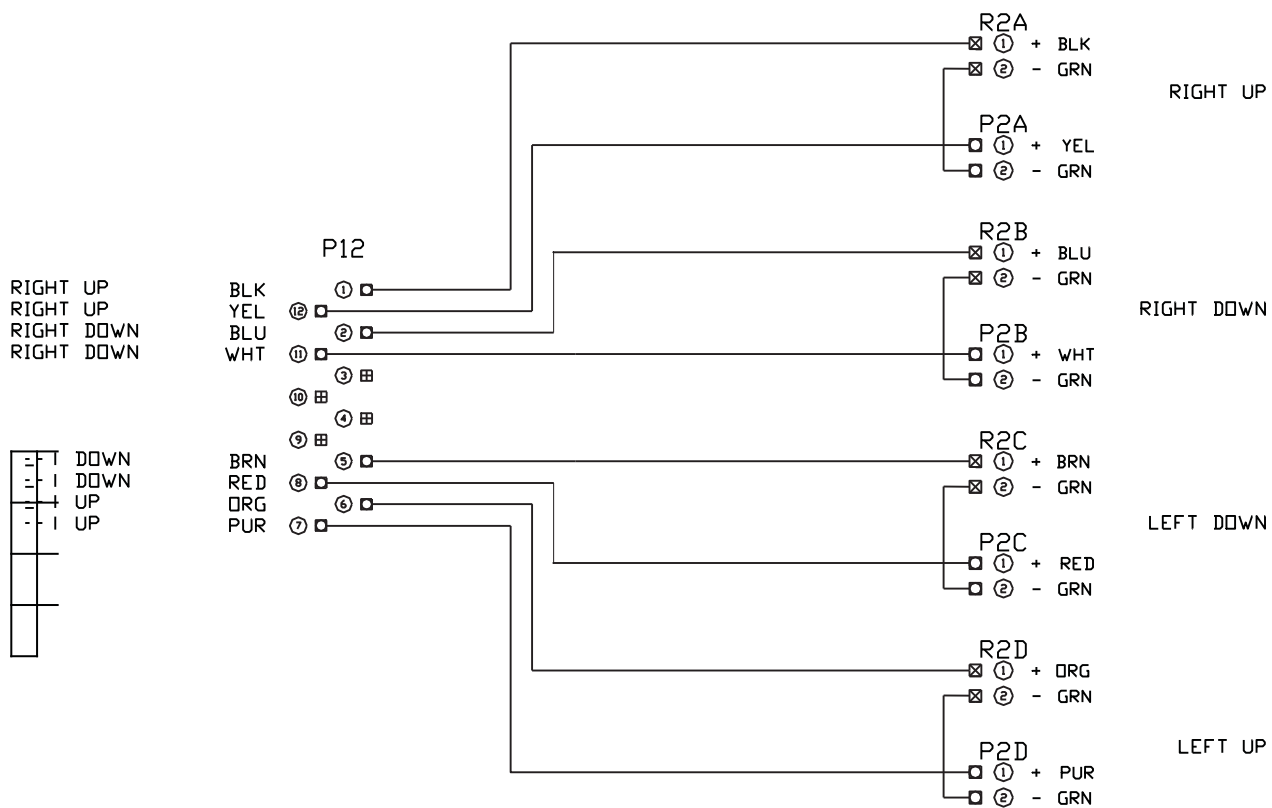 R2A
① + BLK
② - GRN
RIGHT UP
P2A
① + YEL
② - GRN
R2B
① + BLU
② - GRN
RIGHT DOWN
P2B
① + WHT
② - GRN
P12
RIGHT UP BLK ①
RIGHT UP YEL ⑫
RIGHT DOWN BLU ②
RIGHT DOWN WHT ⑪
③
⑩
④
⑨
DOWN BRN ⑤
DOWN RED ⑧
UP ORG ⑥
UP PUR ⑦
R2C
① + BRN
② - GRN
LEFT DOWN
P2C
① + RED
② - GRN
R2D
① + ORG
② - GRN
LEFT UP
P2D
① + PUR
② - GRN